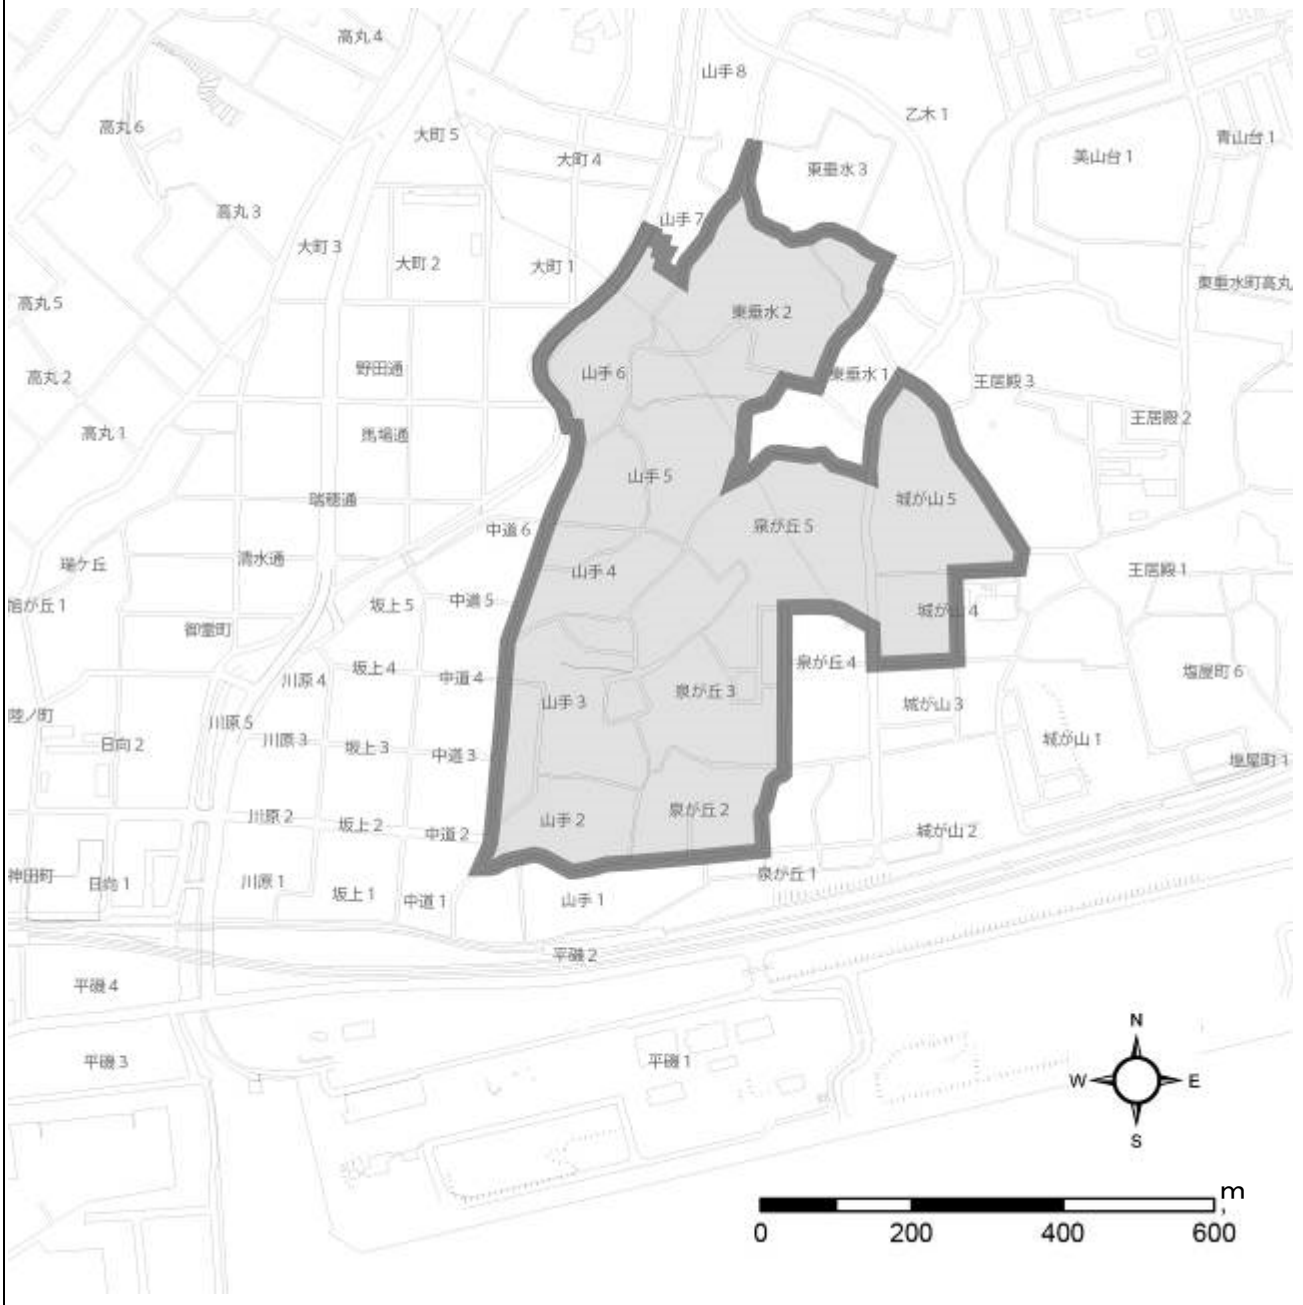 高丸 4
山手 8
乙木 1
高丸 6
大町 5
青山台 1
大町 4
美山台 1
東垂水 3
高丸 3
山手 7
大町 3
大町 2
大町 1
東垂水町高丸
高丸 5
東垂水 2
野田通
山手 6
東垂水 1
王居殿 3
高丸 2
王居殿 2
高丸 1
馬場通
山手 5
瑞穂通
城が山 5
中道 6
泉が丘 5
清水通
瑞ケ丘
山手 4
王居殿 1
旭が丘 1
坂上 5
中道 5
城が山 4
御霊町
泉が丘 4
坂上 4
中道 4
塩屋町 6
川原 4
泉が丘 3
山手 3
城が山 3
陸ノ町
川原 5
日向 2
川原 3
坂上 3
城が山 1
中道 3
塩屋町 1
泉が丘 2
川原 2
山手 2
坂上 2
城が山 2
中道 2
泉が丘 1
神田町
日向 1
川原 1
坂上 1
中道 1
山手 1
平磯 2
平磯 4
平磯 3
平磯 1
N
W E
S
m
0 200 400 600